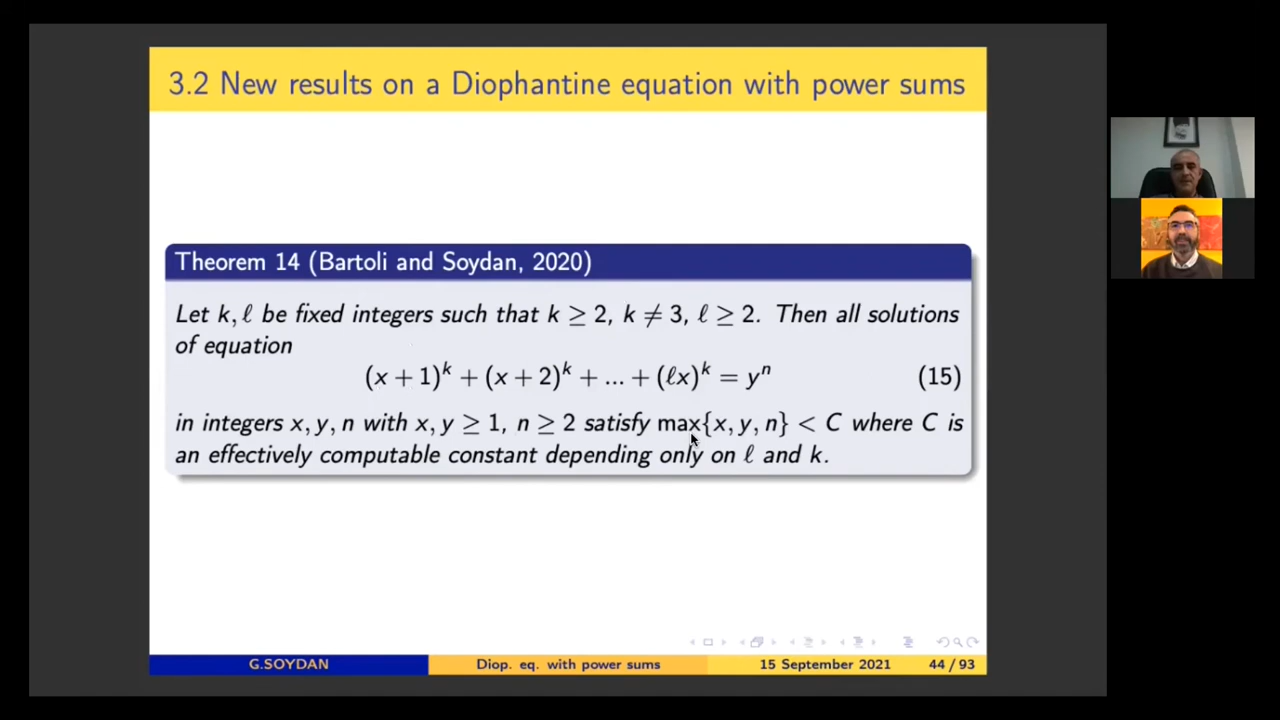 3.2 New results on a Diophantine equation with power sums
Theorem 14 (Bartoli and Soydan, 2020)
Let k, ℓ be fixed integers such that k ≥ 2, k ≠ 3, ℓ ≥ 2. Then all solutions
of equation
(x + 1)^k + (x + 2)^k + ... + (ℓx)^k = y^n (15)
in integers x, y, n with x, y ≥ 1, n ≥ 2 satisfy max{x, y, n} < C where C is
an effectively computable constant depending only on ℓ and k.
G.SOYDAN Diop. eq. with power sums 15 September 2021 44 / 93